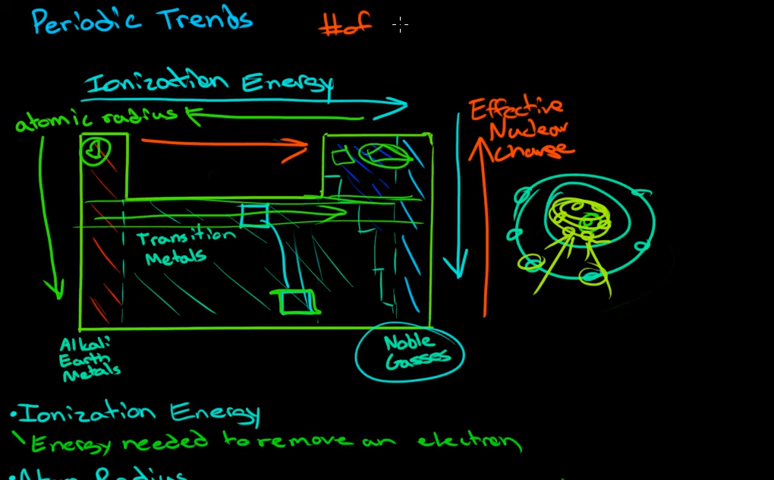 Periodic Trends
#of
Ionization Energy
atomic radius
Effective
Nuclear
Charge
Transition
Metals
Alkali
Earth
Metals
Noble
Gasses
•Ionization Energy
Energy needed to remove an electron
Radius